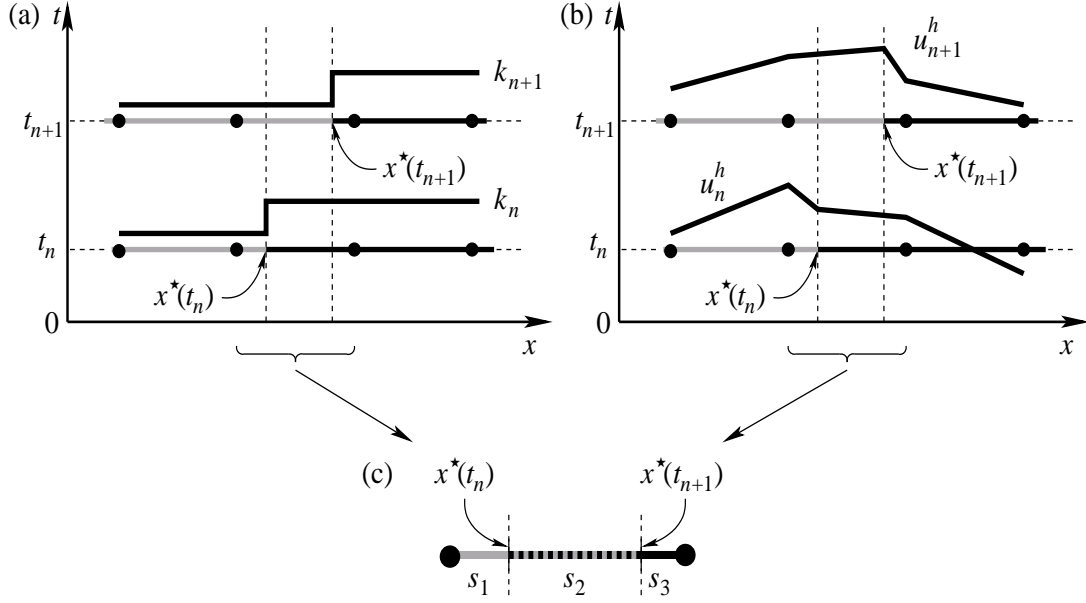 (a)
t
k_{n+1}
t_{n+1}
x^★(t_{n+1})
k_n
t_n
x^★(t_n)
0
x
(b)
t
u^h_{n+1}
t_{n+1}
x^★(t_{n+1})
u^h_n
t_n
x^★(t_n)
0
x
(c)
x^★(t_n)
x^★(t_{n+1})
s_1
s_2
s_3